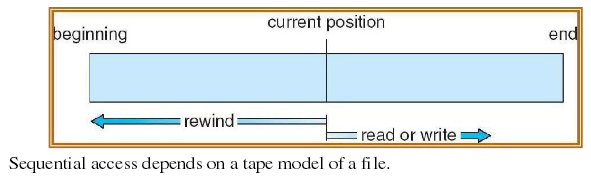 current position
beginning
end
rewind
read or write
Sequential access depends on a tape model of a file.